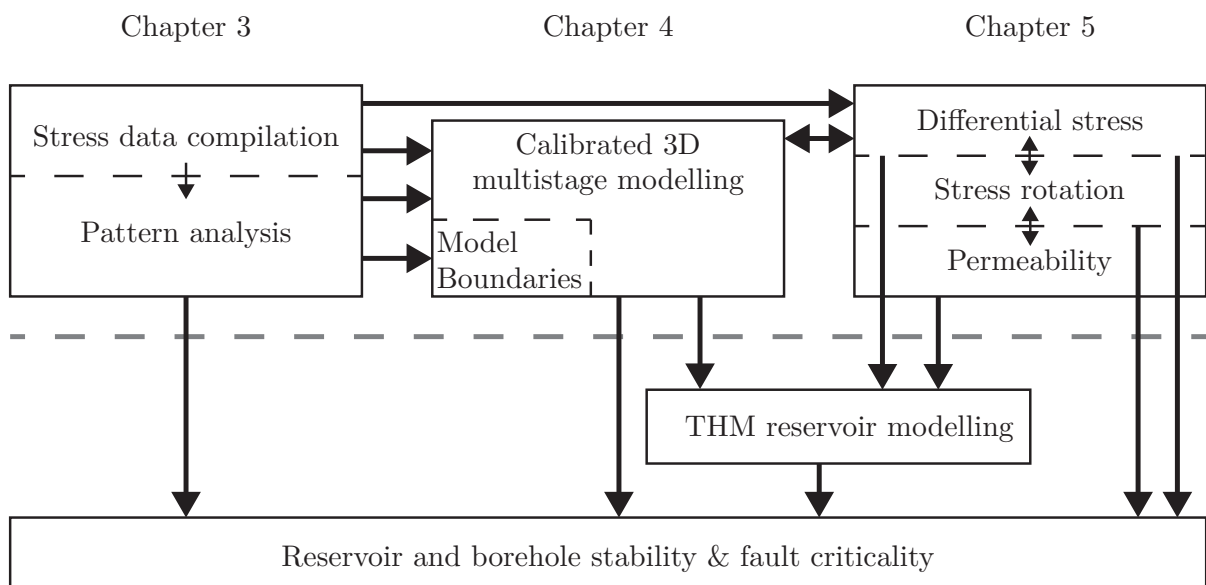 Chapter 3
Chapter 4
Chapter 5
Stress data compilation
Pattern analysis
Calibrated 3D
multistage modelling
Model
Boundaries
Differential stress
Stress rotation
Permeability
THM reservoir modelling
Reservoir and borehole stability & fault criticality